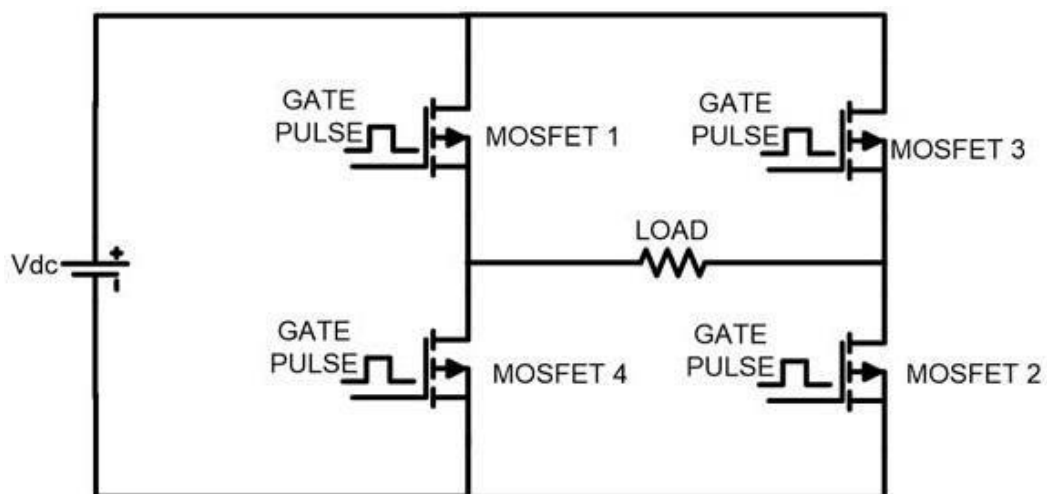 GATE
PULSE
MOSFET 1
GATE
PULSE
MOSFET 3
LOAD
Vdc
+
-
GATE
PULSE
MOSFET 4
GATE
PULSE
MOSFET 2